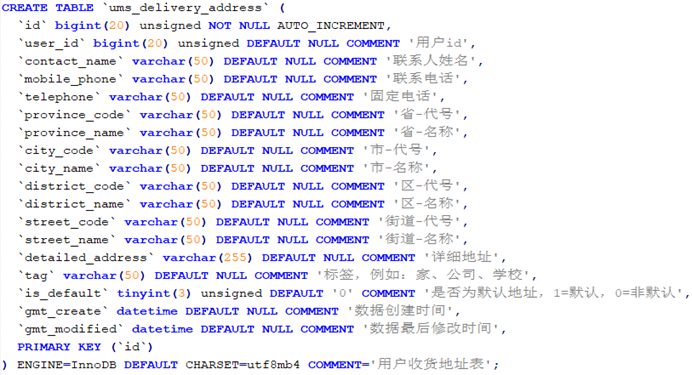 CREATE TABLE `ums_delivery_address` (
  `id` bigint(20) unsigned NOT NULL AUTO_INCREMENT,
  `user_id` bigint(20) unsigned DEFAULT NULL COMMENT '用户id',
  `contact_name` varchar(50) DEFAULT NULL COMMENT '联系人姓名',
  `mobile_phone` varchar(50) DEFAULT NULL COMMENT '联系电话',
  `telephone` varchar(50) DEFAULT NULL COMMENT '固定电话',
  `province_code` varchar(50) DEFAULT NULL COMMENT '省-代号',
  `province_name` varchar(50) DEFAULT NULL COMMENT '省-名称',
  `city_code` varchar(50) DEFAULT NULL COMMENT '市-代号',
  `city_name` varchar(50) DEFAULT NULL COMMENT '市-名称',
  `district_code` varchar(50) DEFAULT NULL COMMENT '区-代号',
  `district_name` varchar(50) DEFAULT NULL COMMENT '区-名称',
  `street_code` varchar(50) DEFAULT NULL COMMENT '街道-代号',
  `street_name` varchar(50) DEFAULT NULL COMMENT '街道-名称',
  `detailed_address` varchar(255) DEFAULT NULL COMMENT '详细地址',
  `tag` varchar(50) DEFAULT NULL COMMENT '标签，例如：家、公司、学校',
  `is_default` tinyint(3) unsigned DEFAULT '0' COMMENT '是否为默认地址，1=默认，0=非默认',
  `gmt_create` datetime DEFAULT NULL COMMENT '数据创建时间',
  `gmt_modified` datetime DEFAULT NULL COMMENT '数据最后修改时间',
  PRIMARY KEY (`id`)
) ENGINE=InnoDB DEFAULT CHARSET=utf8mb4 COMMENT='用户收货地址表';